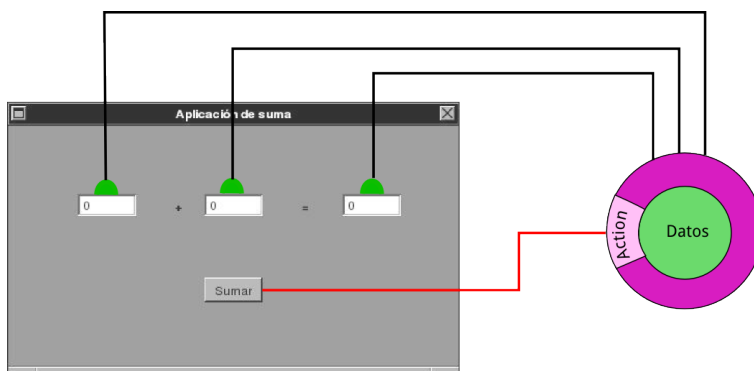 Aplicación de suma
0 + 0 = 0
Sumar
Action
Datos